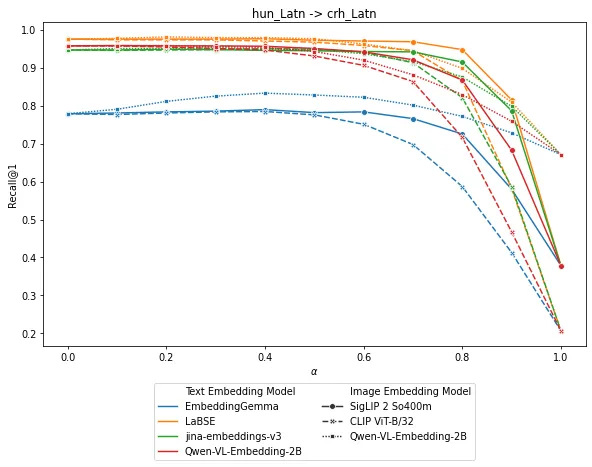 hun_Latn -> crh_Latn
Recall@1
1.0
0.9
0.8
0.7
0.6
0.5
0.4
0.3
0.2
0.0 0.2 0.4 0.6 0.8 1.0
α
Text Embedding Model Image Embedding Model
EmbeddingGemma SigLIP 2 So400m
LaBSE CLIP ViT-B/32
jina-embeddings-v3 Qwen-VL-Embedding-2B
Qwen-VL-Embedding-2B